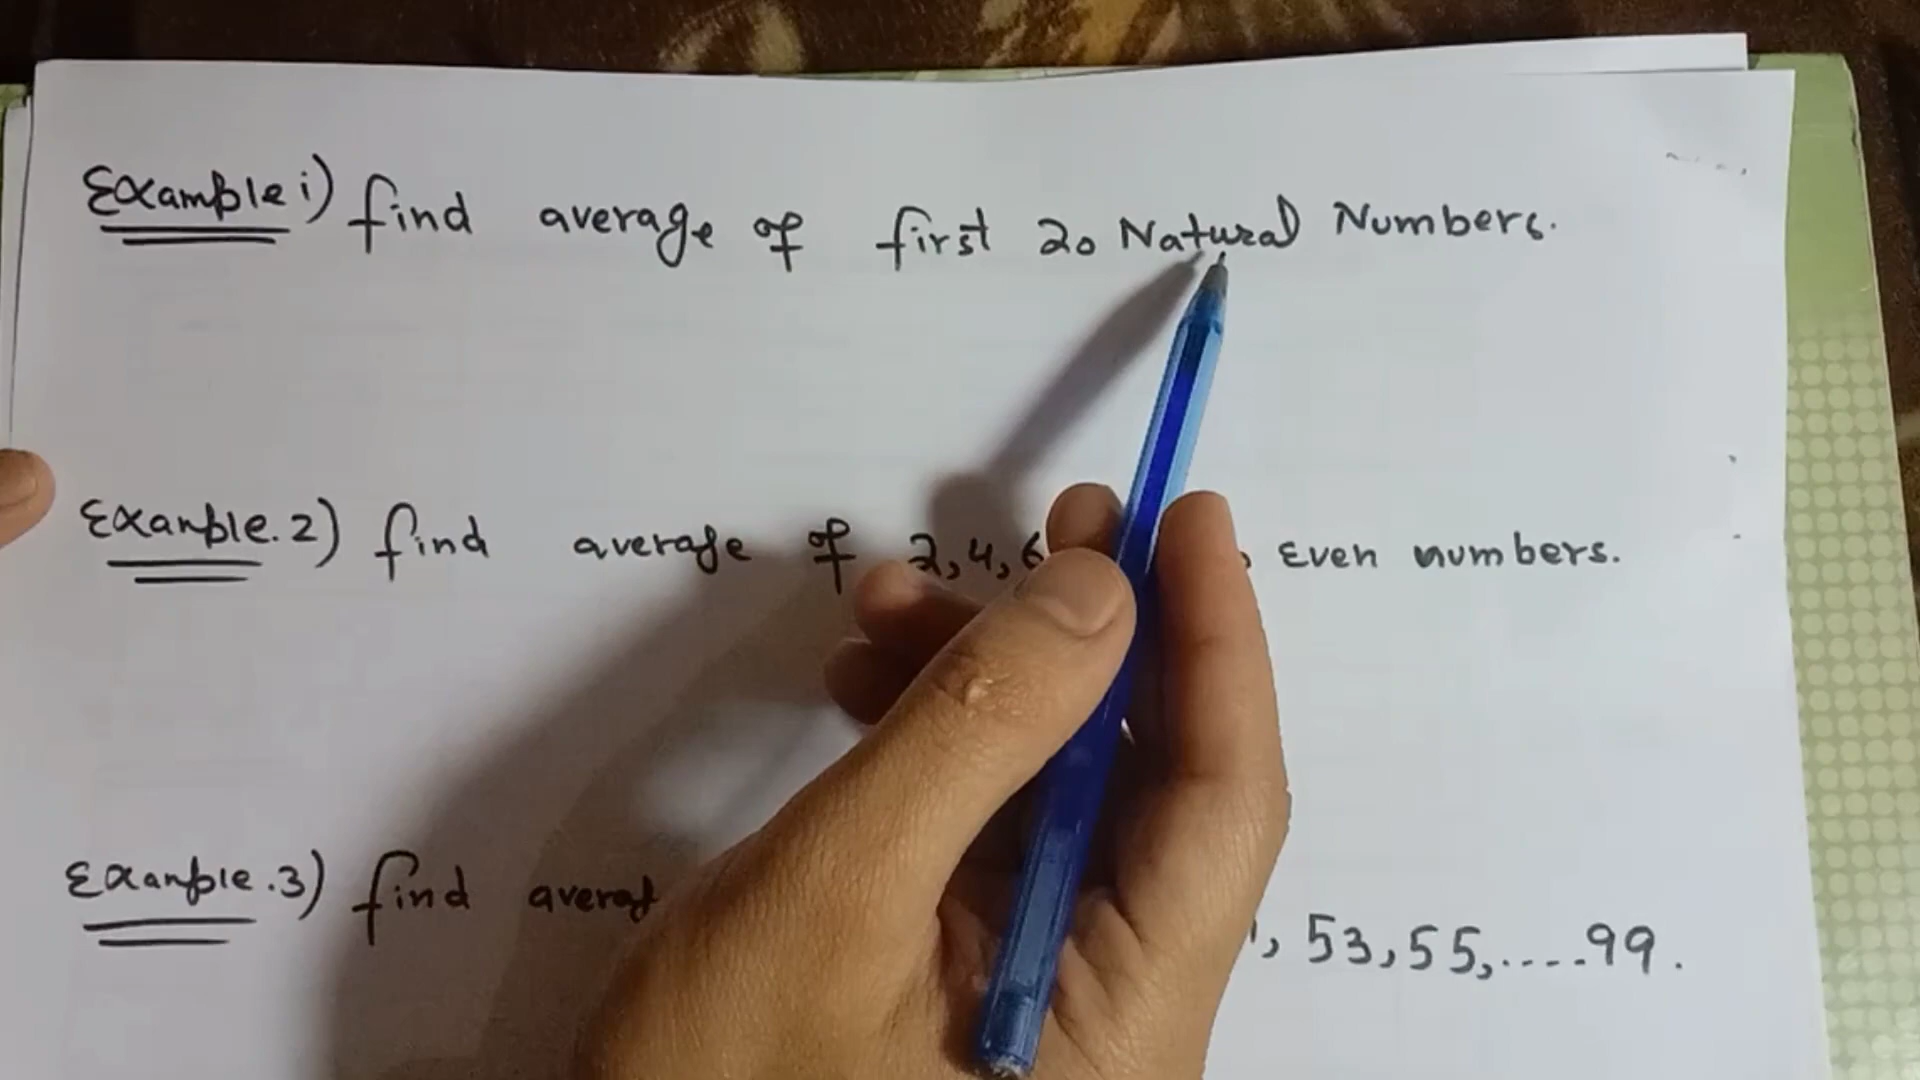 Example i) find average of first 20 Natural Numbers.
Example.2) find average of 2,4,6 , Even numbers.
Example.3) find averag , 53,55,....99.